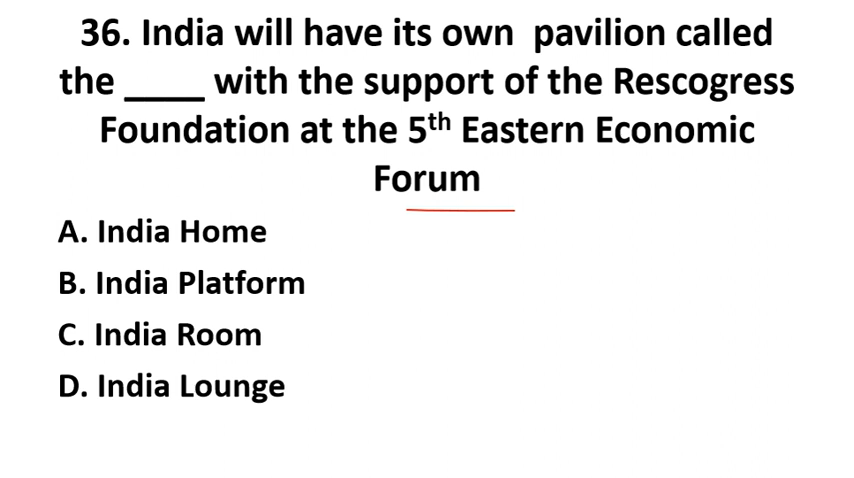 36. India will have its own pavilion called
the ____ with the support of the Rescogress
Foundation at the 5th Eastern Economic
Forum
A. India Home
B. India Platform
C. India Room
D. India Lounge